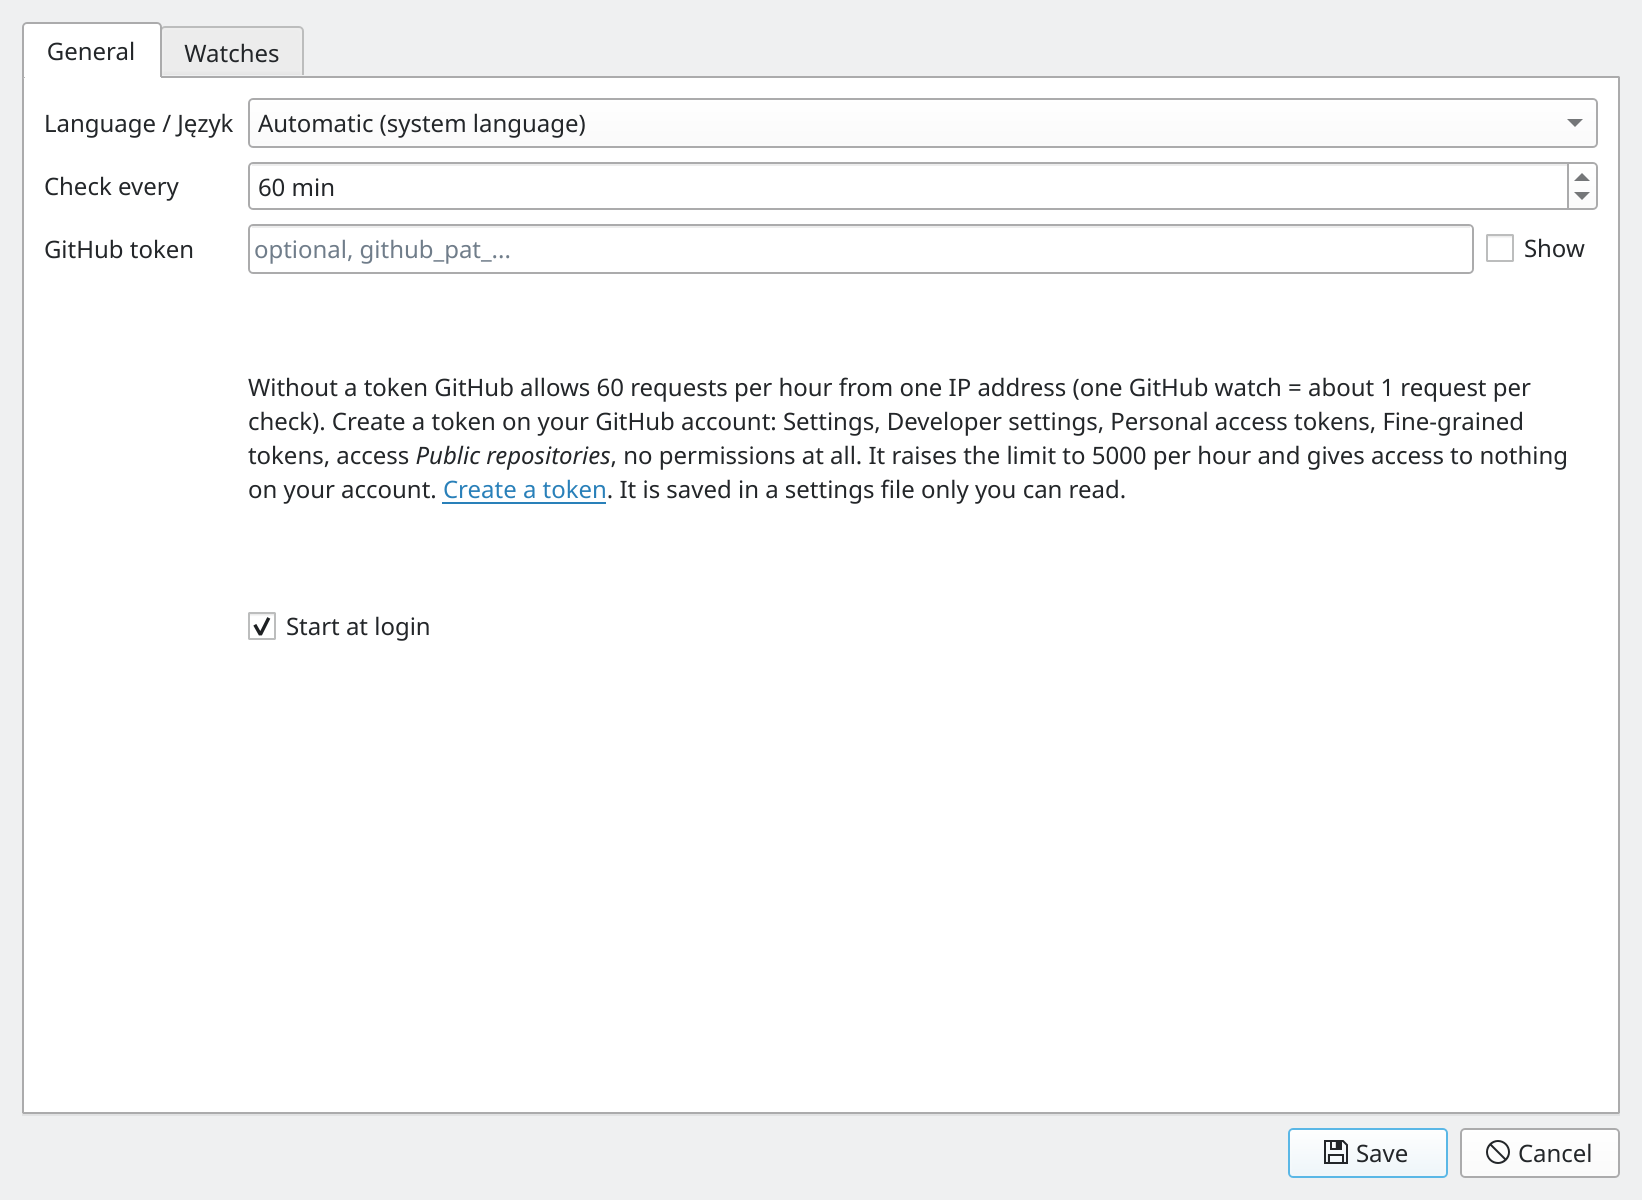 General
Watches
Language / Język
Automatic (system language)
Check every
60 min
GitHub token
optional, github_pat_...
Show
Without a token GitHub allows 60 requests per hour from one IP address (one GitHub watch = about 1 request per
check). Create a token on your GitHub account: Settings, Developer settings, Personal access tokens, Fine-grained
tokens, access Public repositories, no permissions at all. It raises the limit to 5000 per hour and gives access to nothing
on your account. Create a token. It is saved in a settings file only you can read.
Start at login
Save
Cancel